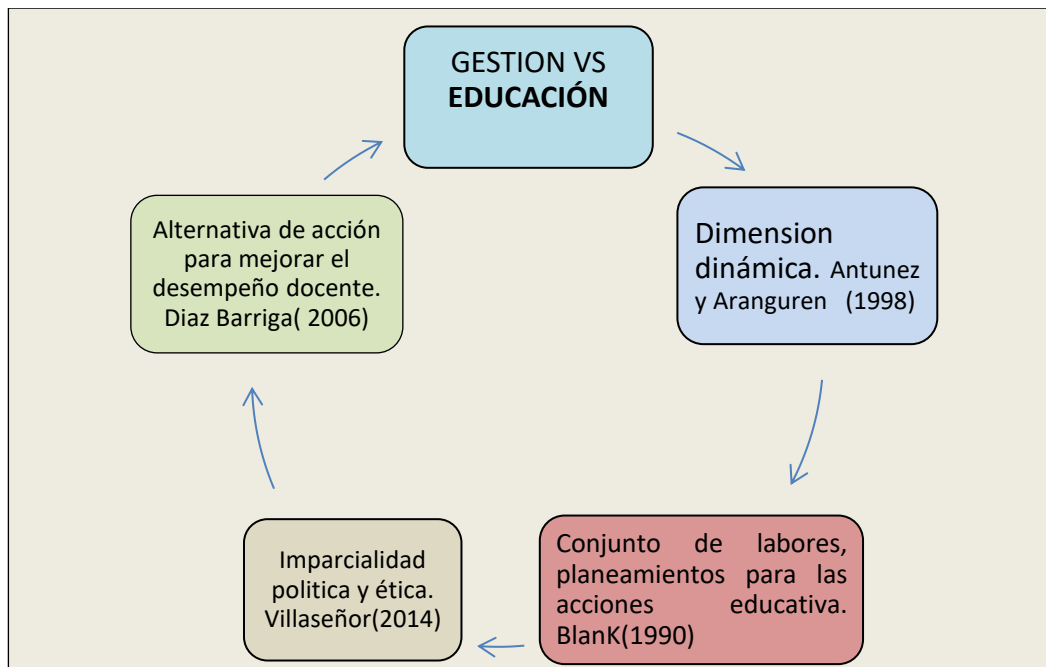 GESTION VS
EDUCACIÓN
Dimension
dinámica. Antunez
y Aranguren (1998)
Conjunto de labores,
planeamientos para las
acciones educativa.
BlanK(1990)
Imparcialidad
politica y ética.
Villaseñor(2014)
Alternativa de acción
para mejorar el
desempeño docente.
Diaz Barriga( 2006)